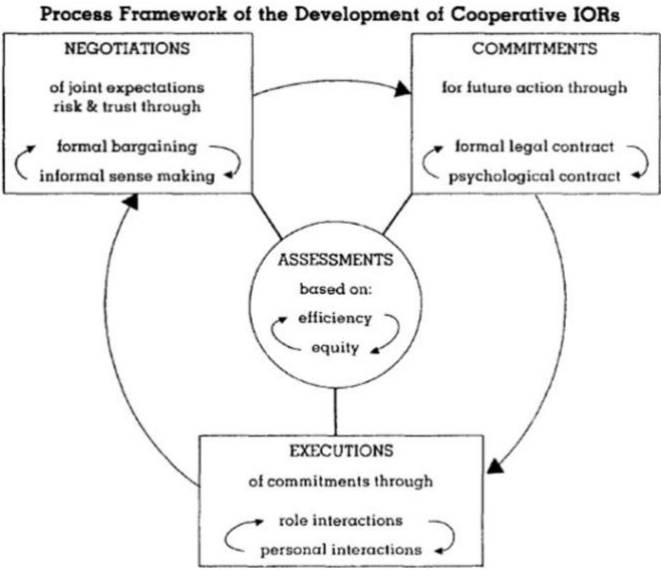 Process Framework of the Development of Cooperative IORs
NEGOTIATIONS
of joint expectations
risk & trust through
formal bargaining
informal sense making
COMMITMENTS
for future action through
formal legal contract
psychological contract
ASSESSMENTS
based on:
efficiency
equity
EXECUTIONS
of commitments through
role interactions
personal interactions